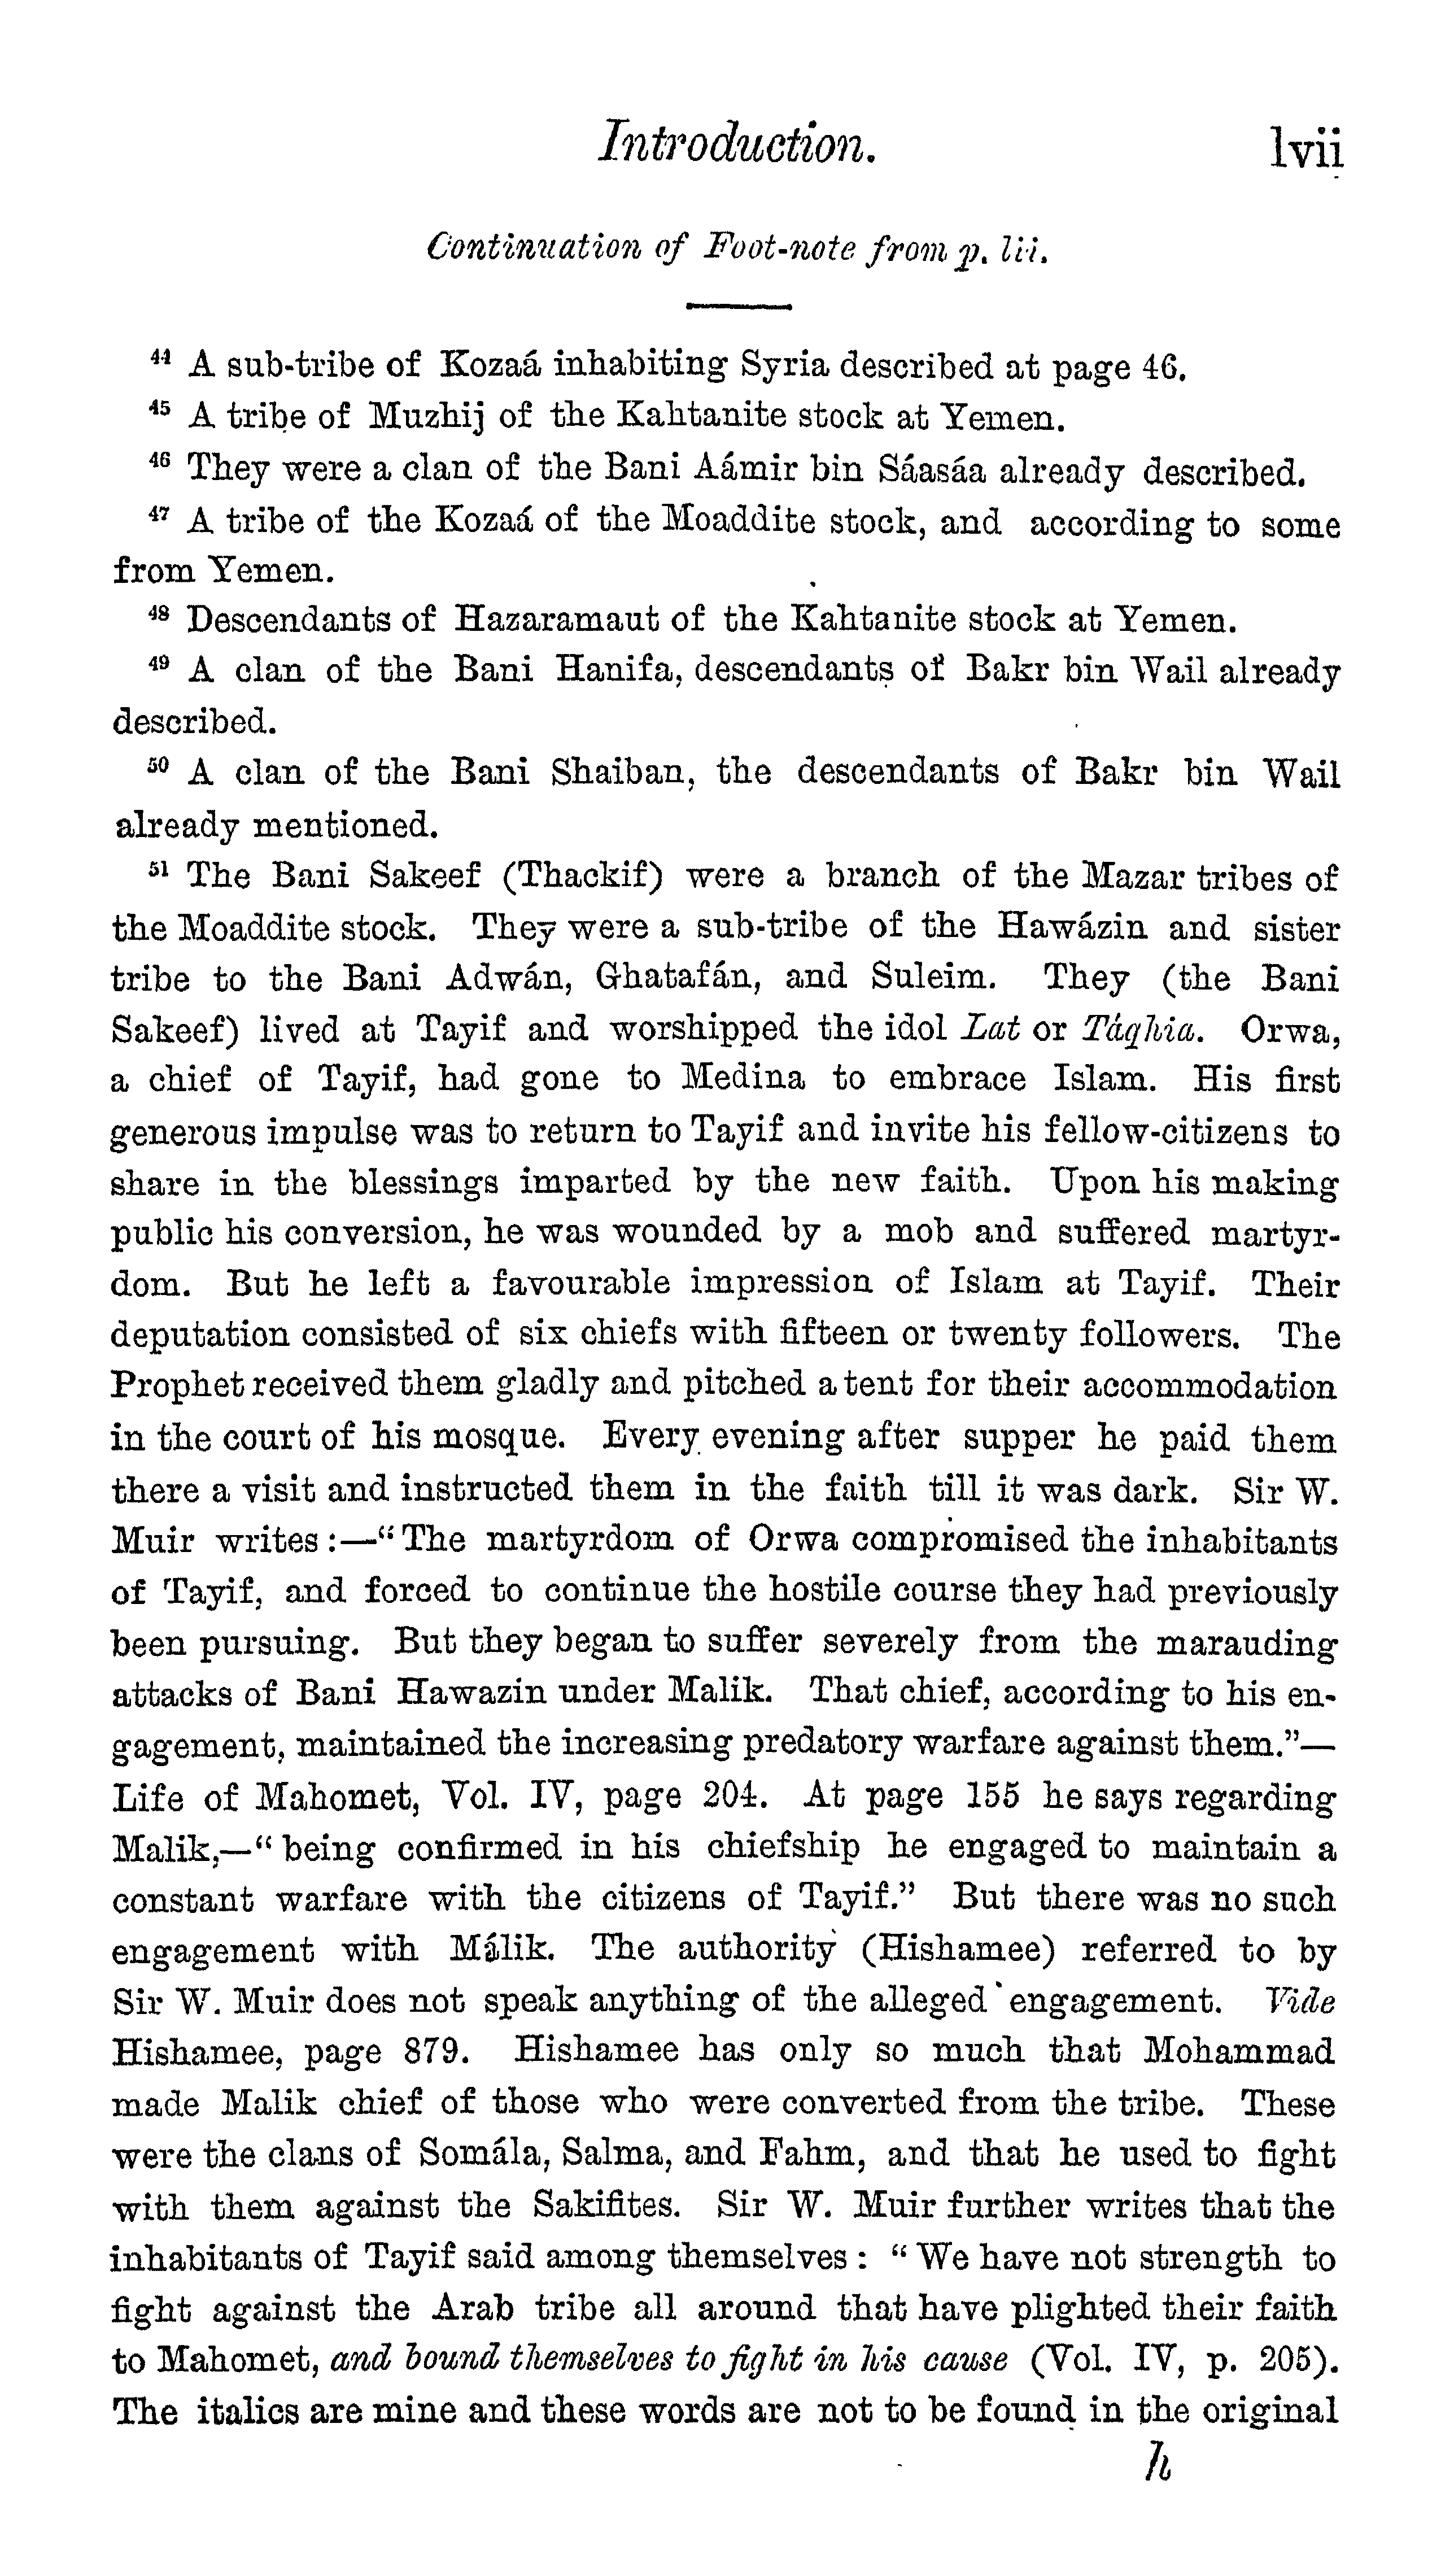 Introduction. lvii
Continuation of Foot-note from p. lii.
44 A sub-tribe of Kozaá inhabiting Syria described at page 46.
45 A tribe of Muzhij of the Kahtanite stock at Yemen.
46 They were a clan of the Bani Aámir bin Sáasáa already described.
47 A tribe of the Kozaá of the Moaddite stock, and according to some
from Yemen.
48 Descendants of Hazaramaut of the Kahtanite stock at Yemen.
49 A clan of the Bani Hanifa, descendants of Bakr bin Wail already
described.
50 A clan of the Bani Shaiban, the descendants of Bakr bin Wail
already mentioned.
51 The Bani Sakeef (Thackif) were a branch of the Mazar tribes of
the Moaddite stock. They were a sub-tribe of the Hawázin and sister
tribe to the Bani Adwán, Ghatafán, and Suleim. They (the Bani
Sakeef) lived at Tayif and worshipped the idol Lat or Táqhia. Orwa,
a chief of Tayif, had gone to Medina to embrace Islam. His first
generous impulse was to return to Tayif and invite his fellow-citizens to
share in the blessings imparted by the new faith. Upon his making
public his conversion, he was wounded by a mob and suffered martyr-
dom. But he left a favourable impression of Islam at Tayif. Their
deputation consisted of six chiefs with fifteen or twenty followers. The
Prophet received them gladly and pitched a tent for their accommodation
in the court of his mosque. Every evening after supper he paid them
there a visit and instructed them in the faith till it was dark. Sir W.
Muir writes:—"The martyrdom of Orwa compromised the inhabitants
of Tayif, and forced to continue the hostile course they had previously
been pursuing. But they began to suffer severely from the marauding
attacks of Bani Hawazin under Malik. That chief, according to his en-
gagement, maintained the increasing predatory warfare against them."—
Life of Mahomet, Vol. IV, page 204. At page 155 he says regarding
Malik,—"being confirmed in his chiefship he engaged to maintain a
constant warfare with the citizens of Tayif." But there was no such
engagement with Málik. The authority (Hishamee) referred to by
Sir W. Muir does not speak anything of the alleged engagement. Vide
Hishamee, page 879. Hishamee has only so much that Mohammad
made Malik chief of those who were converted from the tribe. These
were the clans of Somála, Salma, and Fahm, and that he used to fight
with them against the Sakifites. Sir W. Muir further writes that the
inhabitants of Tayif said among themselves: "We have not strength to
fight against the Arab tribe all around that have plighted their faith
to Mahomet, and bound themselves to fight in his cause (Vol. IV, p. 205).
The italics are mine and these words are not to be found in the original
h